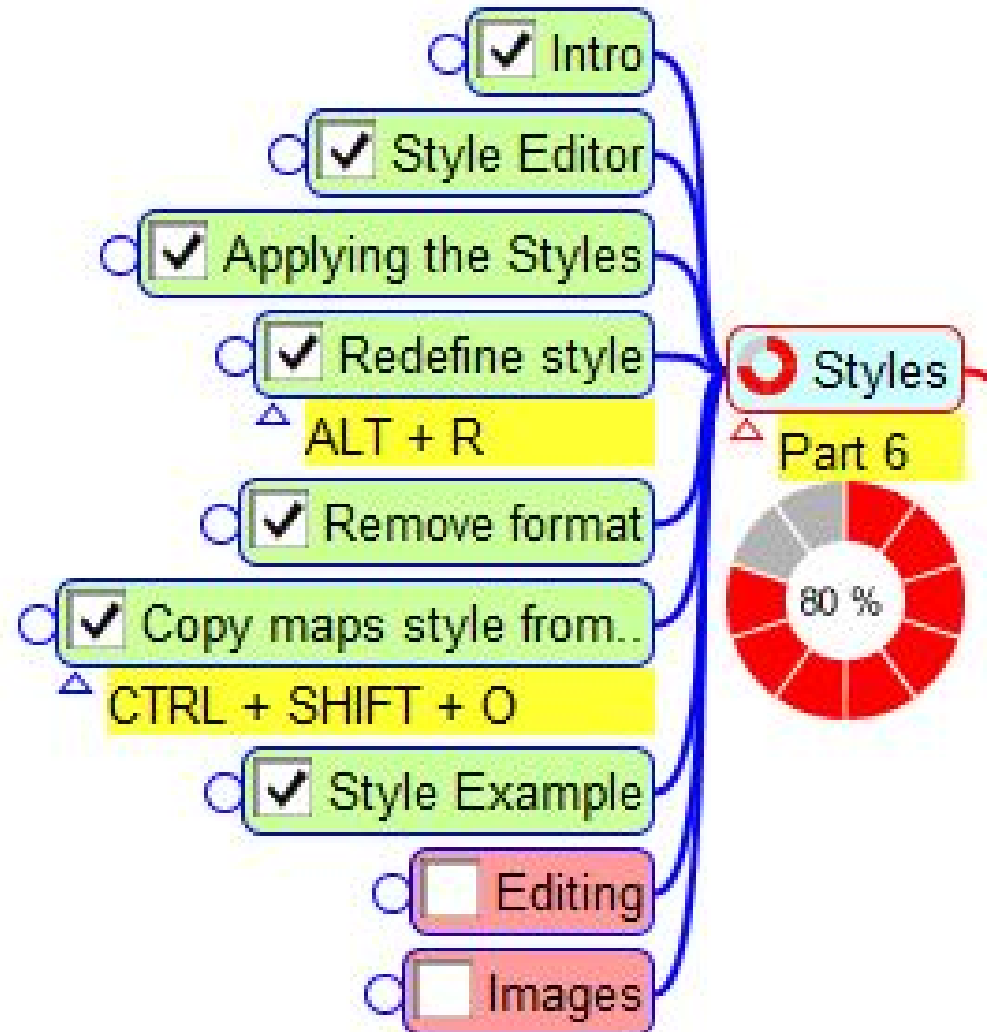 Intro
Style Editor
Applying the Styles
Redefine style
ALT + R
Remove format
Copy maps style from..
CTRL + SHIFT + O
Style Example
Editing
Images
Styles
Part 6
80 %